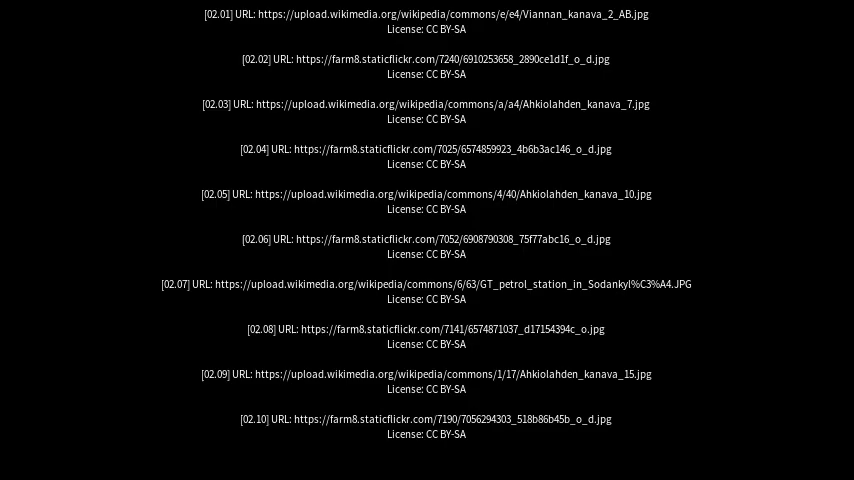 [02.01] URL: https://upload.wikimedia.org/wikipedia/commons/e/e4/Viannan_kanava_2_AB.jpg
License: CC BY-SA
[02.02] URL: https://farm8.staticflickr.com/7240/6910253658_2890ce1d1f_o_d.jpg
License: CC BY-SA
[02.03] URL: https://upload.wikimedia.org/wikipedia/commons/a/a4/Ahkiolahden_kanava_7.jpg
License: CC BY-SA
[02.04] URL: https://farm8.staticflickr.com/7025/6574859923_4b6b3ac146_o_d.jpg
License: CC BY-SA
[02.05] URL: https://upload.wikimedia.org/wikipedia/commons/4/40/Ahkiolahden_kanava_10.jpg
License: CC BY-SA
[02.06] URL: https://farm8.staticflickr.com/7052/6908790308_75f77abc16_o_d.jpg
License: CC BY-SA
[02.07] URL: https://upload.wikimedia.org/wikipedia/commons/6/63/GT_petrol_station_in_Sodankyl%C3%A4.JPG
License: CC BY-SA
[02.08] URL: https://farm8.staticflickr.com/7141/6574871037_d17154394c_o.jpg
License: CC BY-SA
[02.09] URL: https://upload.wikimedia.org/wikipedia/commons/1/17/Ahkiolahden_kanava_15.jpg
License: CC BY-SA
[02.10] URL: https://farm8.staticflickr.com/7190/7056294303_518b86b45b_o_d.jpg
License: CC BY-SA